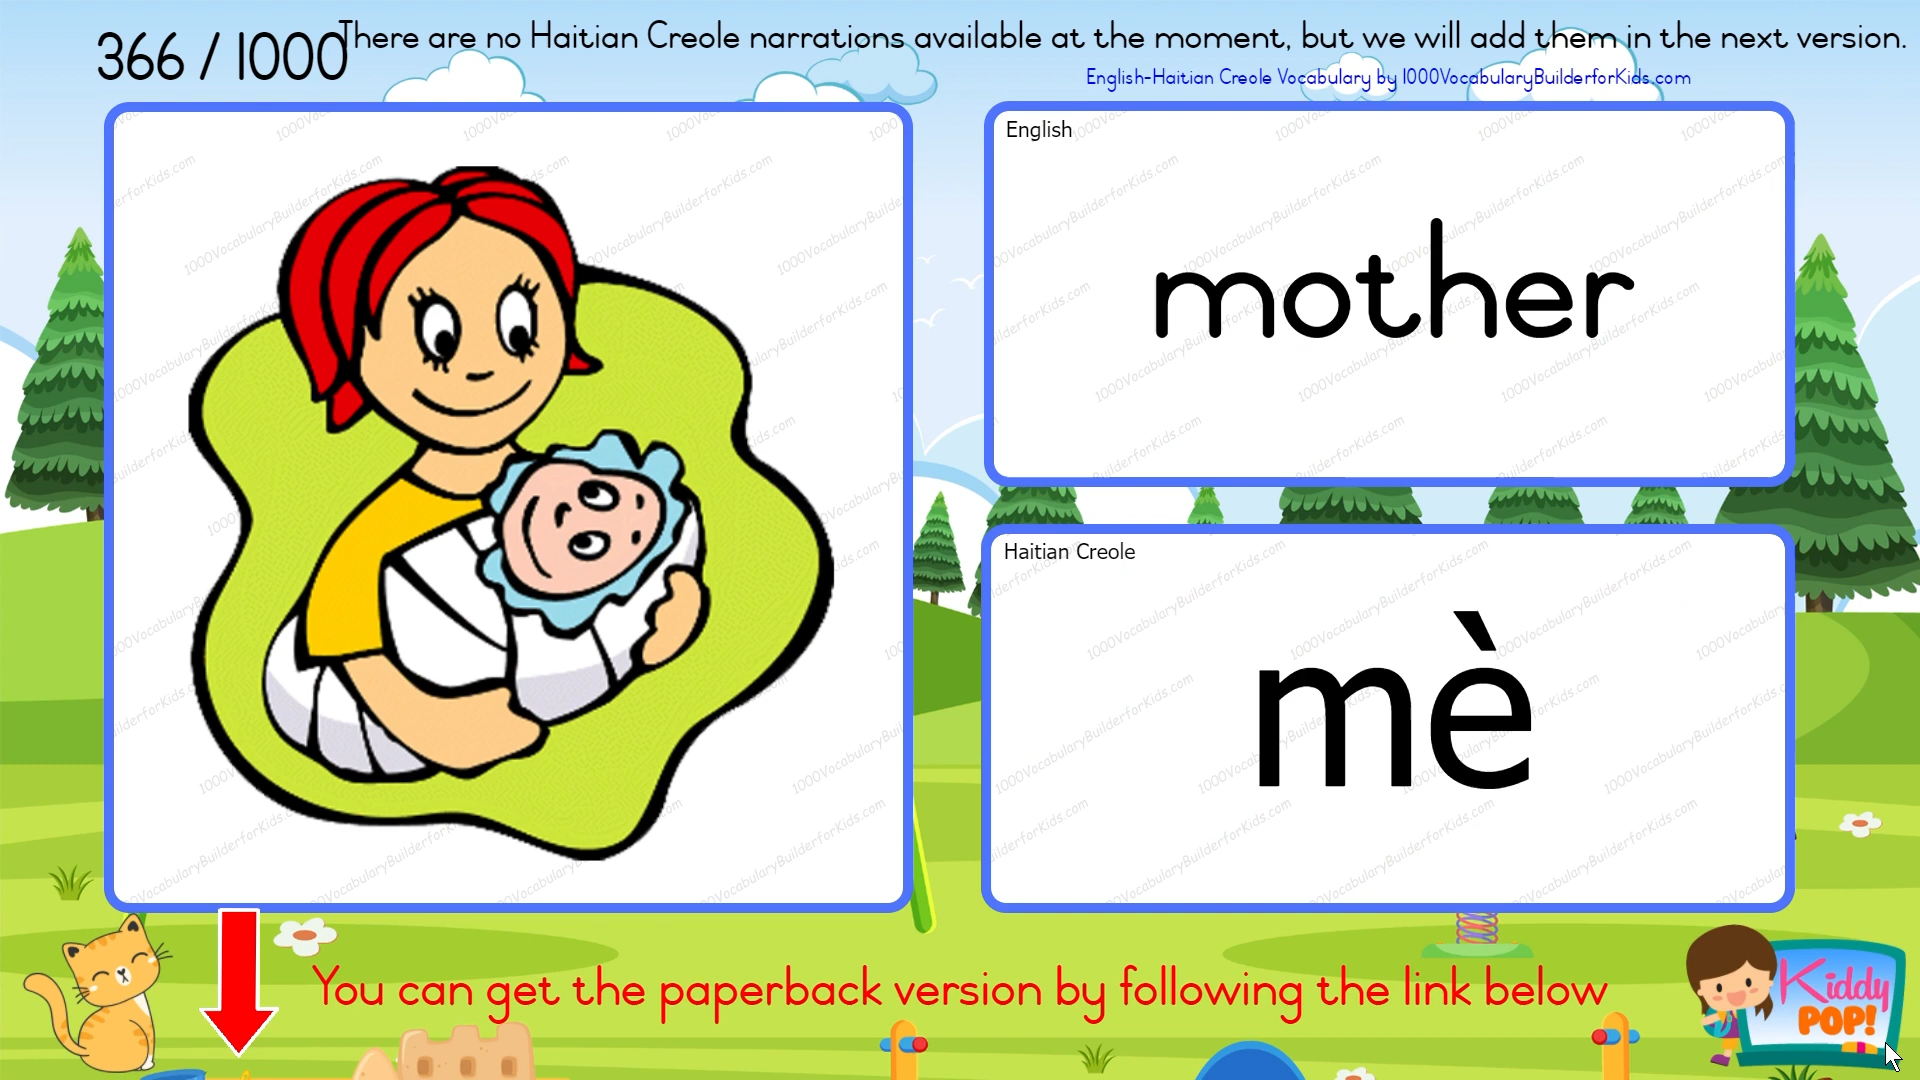 366 / 1000
There are no Haitian Creole narrations available at the moment, but we will add them in the next version.
English-Haitian Creole Vocabulary by 1000VocabularyBuilderforKids.com
English
mother
Haitian Creole
mè
You can get the paperback version by following the link below
Kiddy
POP!
1000VocabularyBuilderforKids.com